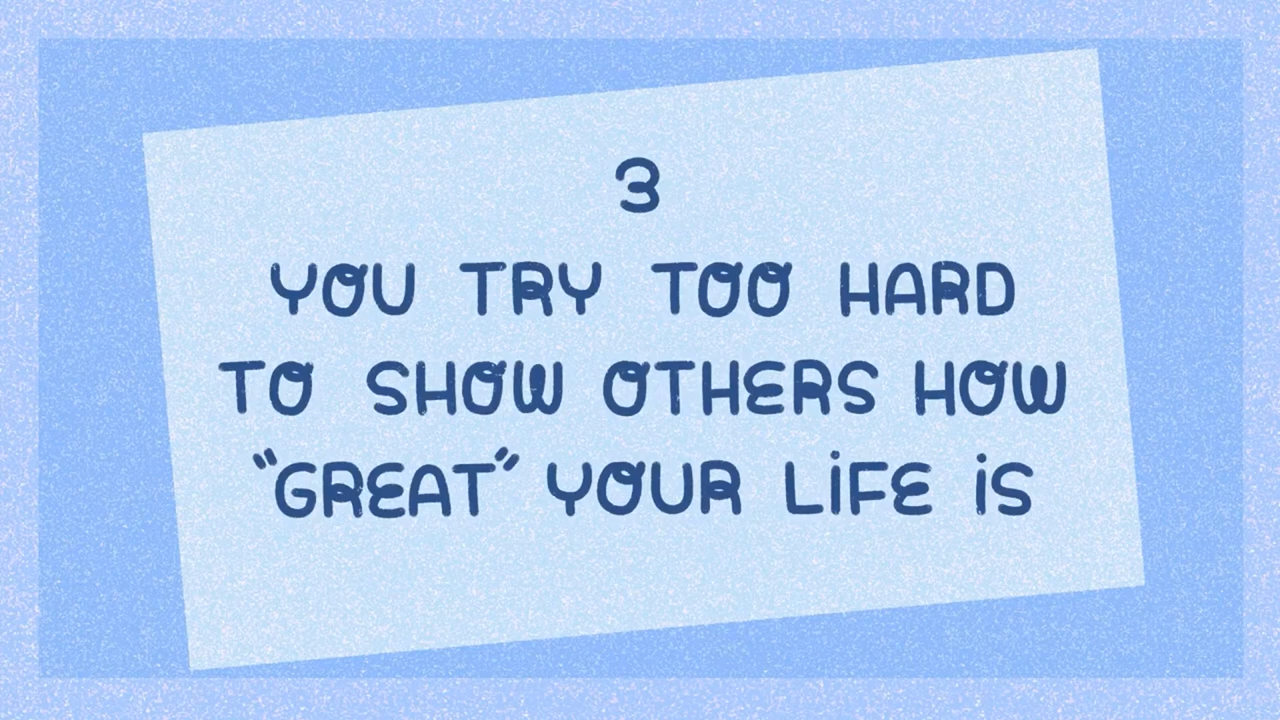 3
YOU TRY TOO HARD
TO SHOW OTHERS HOW
"GREAT" YOUR LiFE iS